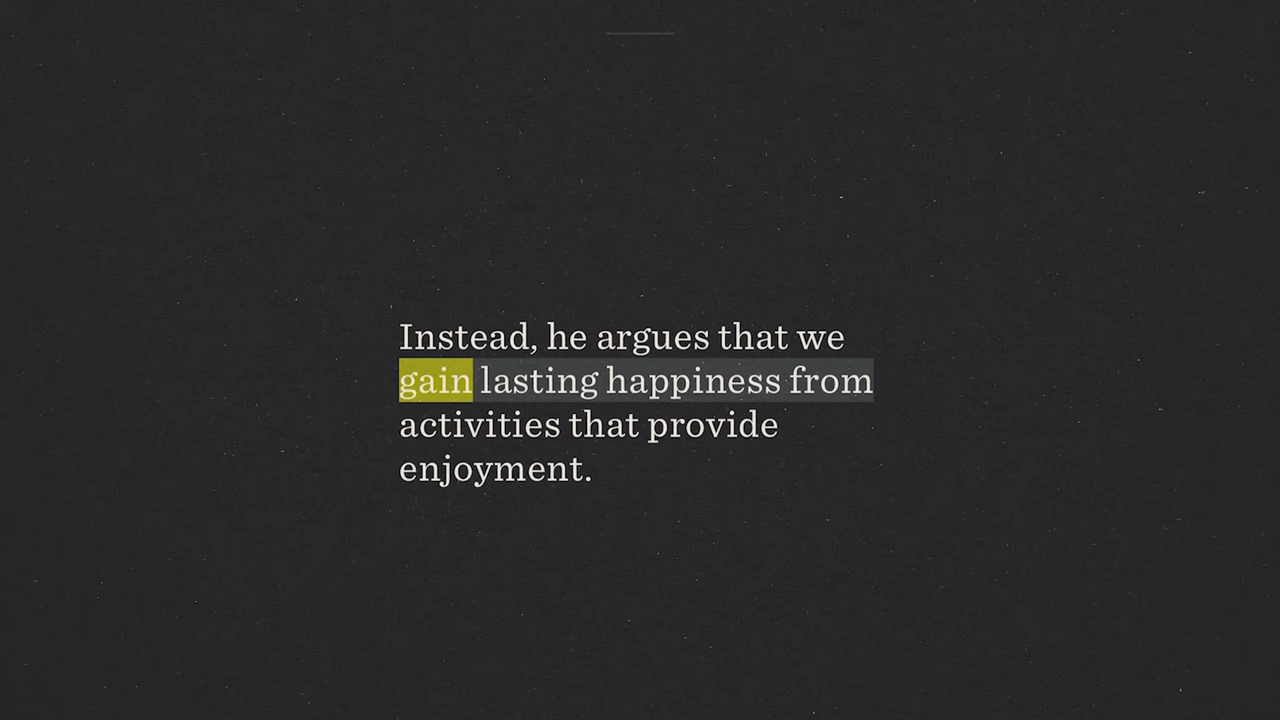 Instead, he argues that we
gain lasting happiness from
activities that provide
enjoyment.